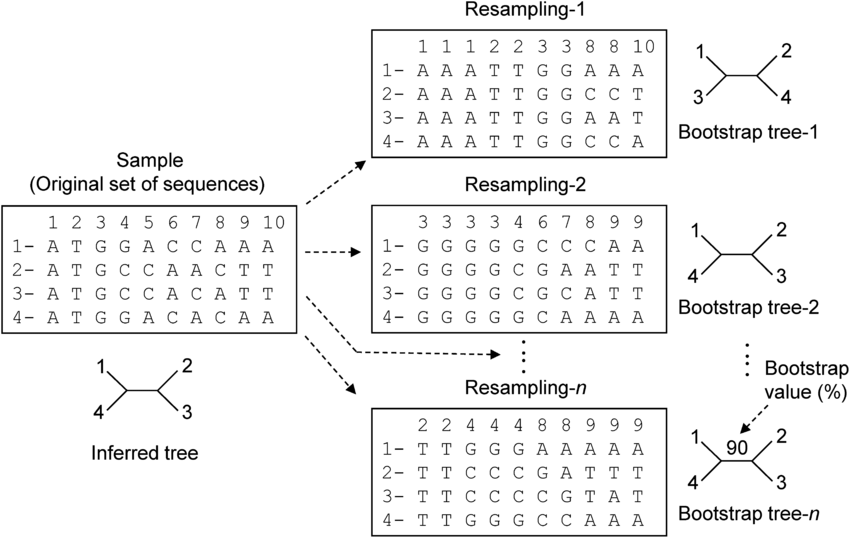 Resampling-1
1 1 1 2 2 3 3 8 8 10
1- A A A T T G G A A A
2- A A A T T G G C C T
3- A A A T T G G A A T
4- A A A T T G G C C A
1 2
3 4
Bootstrap tree-1
Sample
(Original set of sequences)
1 2 3 4 5 6 7 8 9 10
1- A T G G A C C A A A
2- A T G C C A A C T T
3- A T G C C A C A T T
4- A T G G A C A C A A
1 2
4 3
Inferred tree
Resampling-2
3 3 3 3 4 6 7 8 9 9
1- G G G G G C C C A A
2- G G G G C G A A T T
3- G G G G C G C A T T
4- G G G G G C A A A A
1 2
4 3
Bootstrap tree-2
Resampling-n
2 2 4 4 4 8 8 9 9 9
1- T T G G G A A A A A
2- T T C C C G A T T T
3- T T C C C C G T A T
4- T T G G G C C A A A
Bootstrap
value (%)
1 90 2
4 3
Bootstrap tree-n